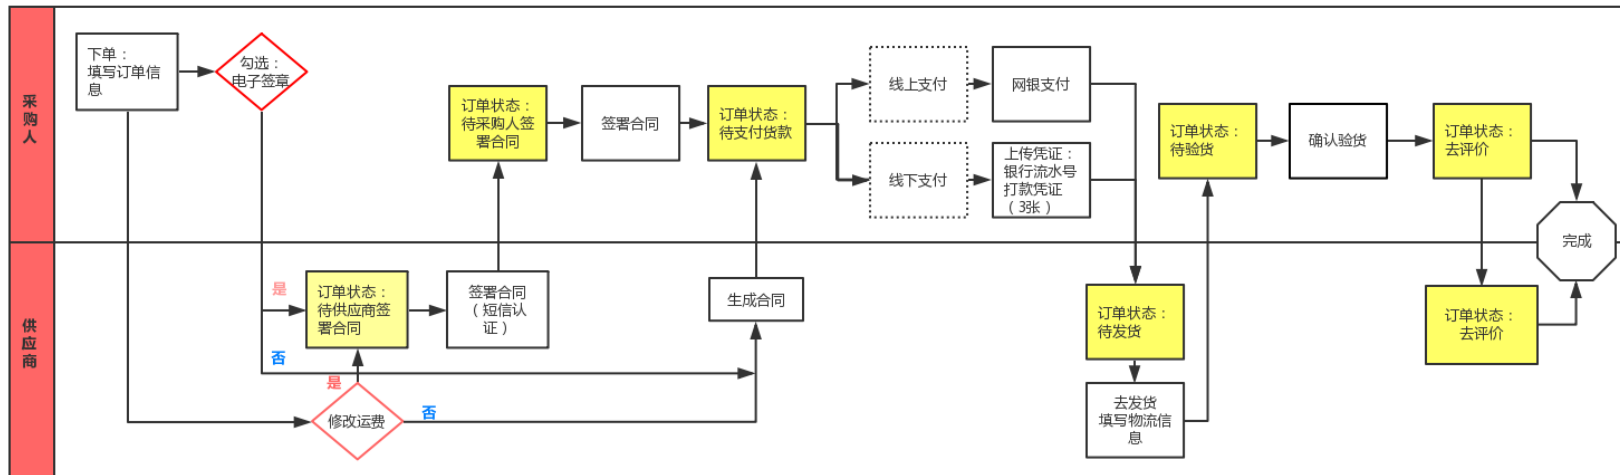 采
购
人
下单：
填写订单信
息
勾选：
电子签章
订单状态：
待采购人签
署合同
签署合同
订单状态：
待支付货款
线上支付
网银支付
线下支付
上传凭证：
银行流水号
打款凭证
（3张）
订单状态：
待验货
确认验货
订单状态：
去评价
完成
供
应
商
是
否
订单状态：
待供应商签
署合同
签署合同
（短信认
证）
是
修改运费
否
生成合同
订单状态：
待发货
去发货
填写物流信
息
订单状态：
去评价